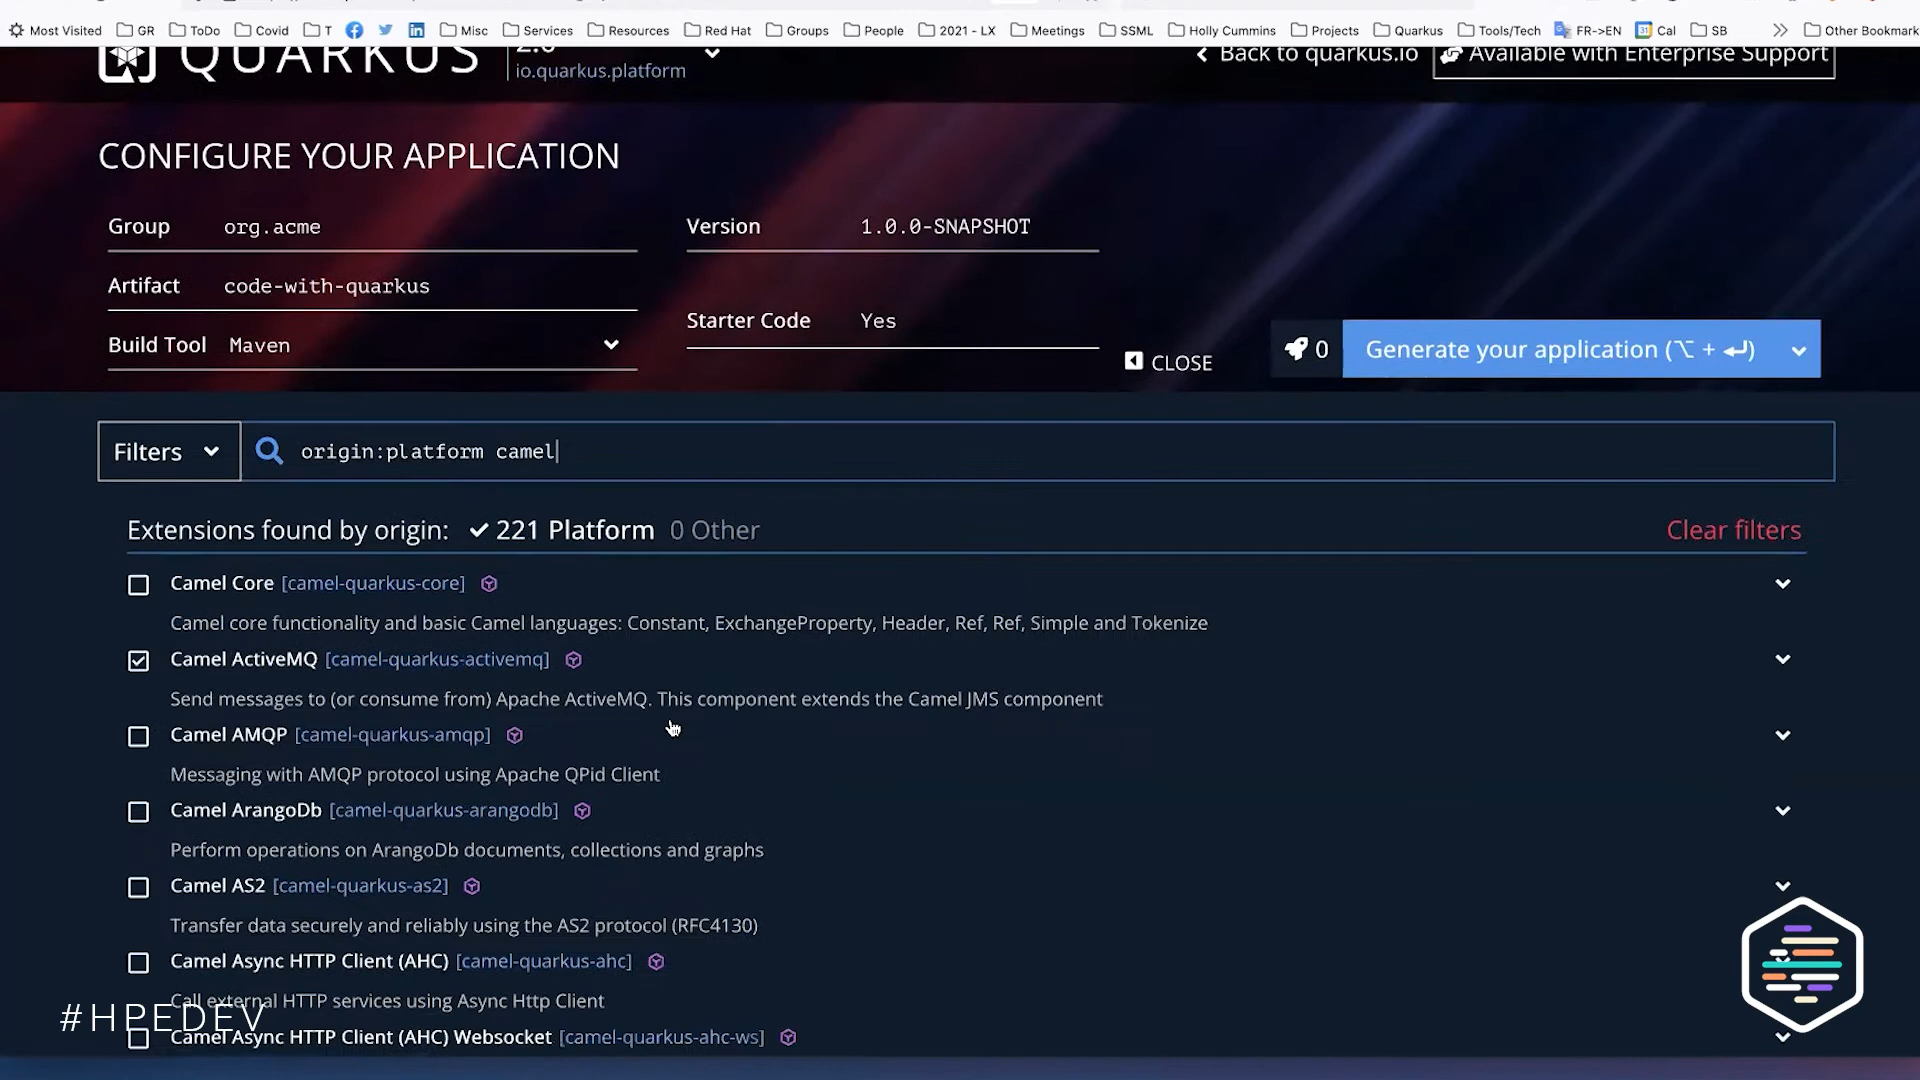 Most Visited GR ToDo Covid T Misc Services Resources Red Hat Groups People 2021 - LX Meetings SSML Holly Cummins Projects Quarkus Tools/Tech FR->EN Cal SB Other Bookmark
QUARKUS 2.0
io.quarkus.platform
Back to quarkus.io
Available with Enterprise Support
CONFIGURE YOUR APPLICATION
Group org.acme
Version 1.0.0-SNAPSHOT
Artifact code-with-quarkus
Starter Code Yes
Build Tool Maven
CLOSE
0
Generate your application (⌥ + ↵)
Filters
origin:platform camel
Extensions found by origin: ✓ 221 Platform 0 Other
Clear filters
Camel Core [camel-quarkus-core]
Camel core functionality and basic Camel languages: Constant, ExchangeProperty, Header, Ref, Ref, Simple and Tokenize
Camel ActiveMQ [camel-quarkus-activemq]
Send messages to (or consume from) Apache ActiveMQ. This component extends the Camel JMS component
Camel AMQP [camel-quarkus-amqp]
Messaging with AMQP protocol using Apache QPid Client
Camel ArangoDb [camel-quarkus-arangodb]
Perform operations on ArangoDb documents, collections and graphs
Camel AS2 [camel-quarkus-as2]
Transfer data securely and reliably using the AS2 protocol (RFC4130)
Camel Async HTTP Client (AHC) [camel-quarkus-ahc]
Call external HTTP services using Async Http Client
#HPEDEV
Camel Async HTTP Client (AHC) Websocket [camel-quarkus-ahc-ws]